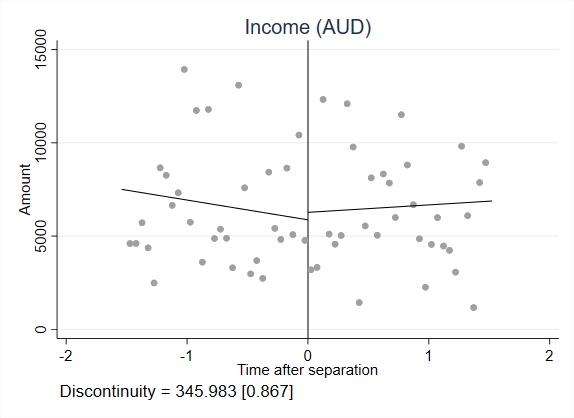 Income (AUD)
15000
10000
5000
0
Amount
-2 -1 0 1 2
Time after separation
Discontinuity = 345.983 [0.867]